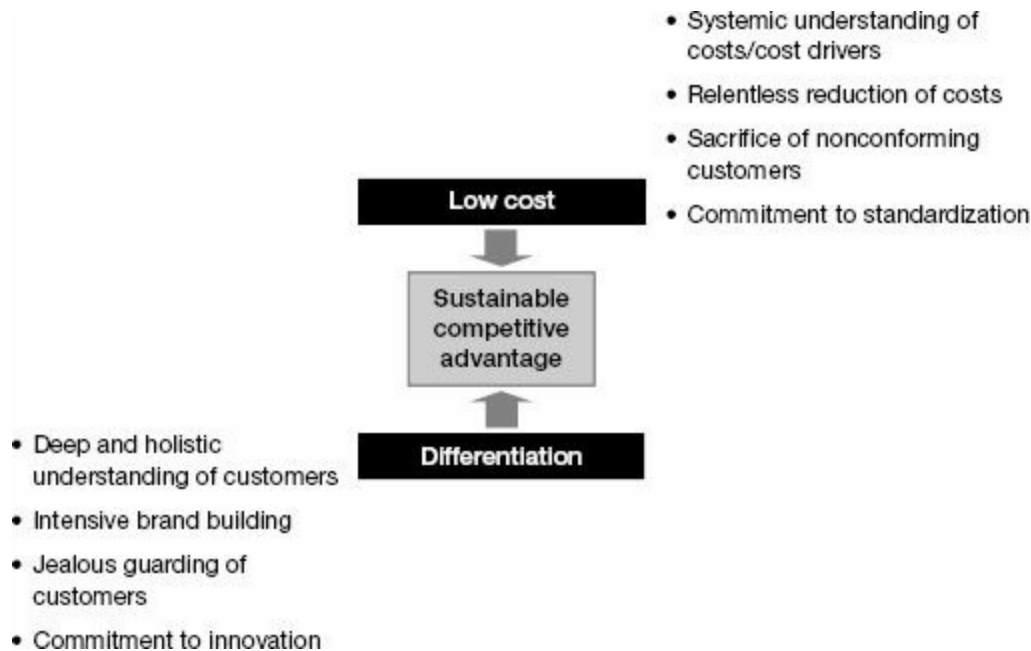 • Systemic understanding of
costs/cost drivers
• Relentless reduction of costs
• Sacrifice of nonconforming
customers
• Commitment to standardization
Low cost
Sustainable
competitive
advantage
Differentiation
• Deep and holistic
understanding of customers
• Intensive brand building
• Jealous guarding of
customers
• Commitment to innovation